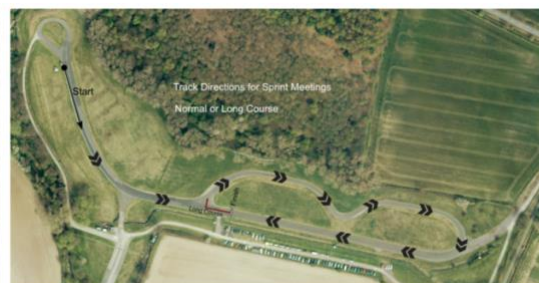 Track Directions for Sprint Meetings
Normal or Long Course
Start